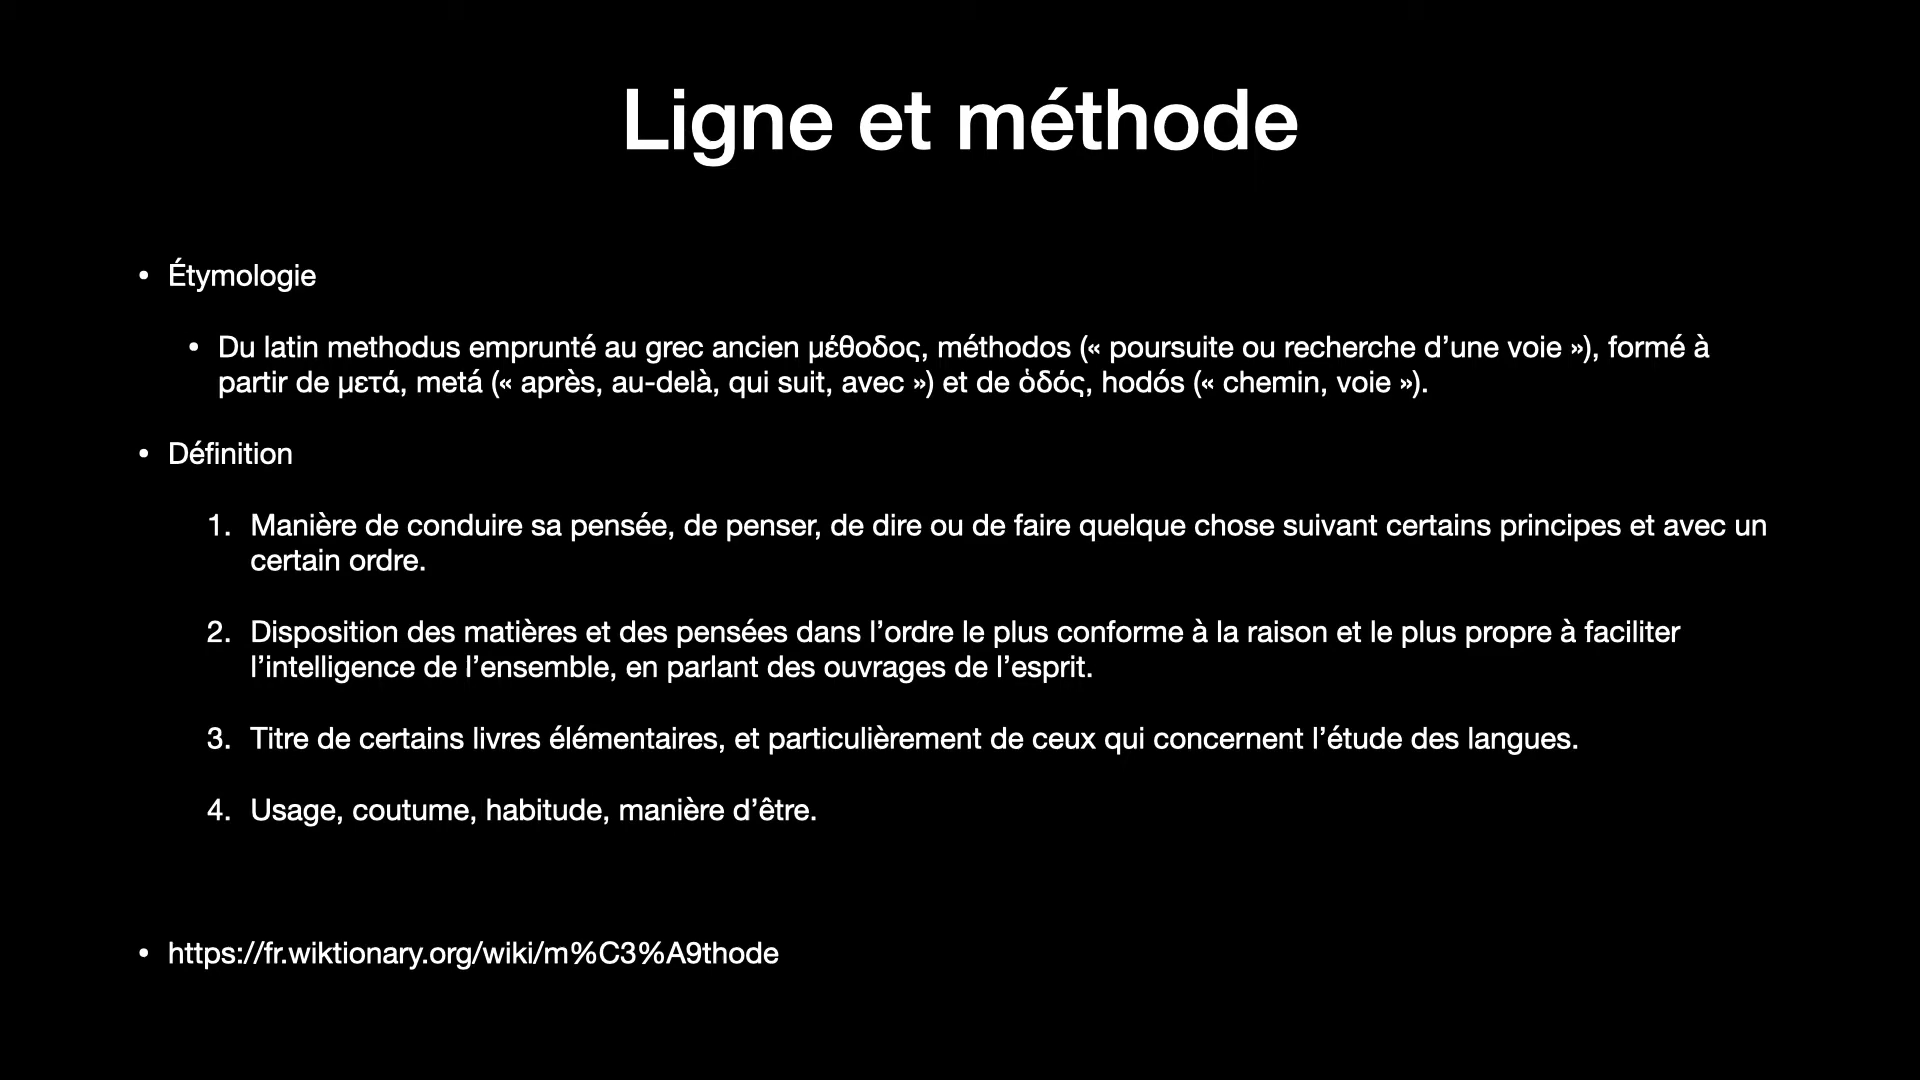 Ligne et méthode
• Étymologie
• Du latin methodus emprunté au grec ancien μέθοδος, méthodos (« poursuite ou recherche d’une voie »), formé à
partir de μετά, metá (« après, au-delà, qui suit, avec ») et de ὁδός, hodós (« chemin, voie »).
• Définition
1. Manière de conduire sa pensée, de penser, de dire ou de faire quelque chose suivant certains principes et avec un
certain ordre.
2. Disposition des matières et des pensées dans l’ordre le plus conforme à la raison et le plus propre à faciliter
l’intelligence de l’ensemble, en parlant des ouvrages de l’esprit.
3. Titre de certains livres élémentaires, et particulièrement de ceux qui concernent l’étude des langues.
4. Usage, coutume, habitude, manière d’être.
• https://fr.wiktionary.org/wiki/m%C3%A9thode